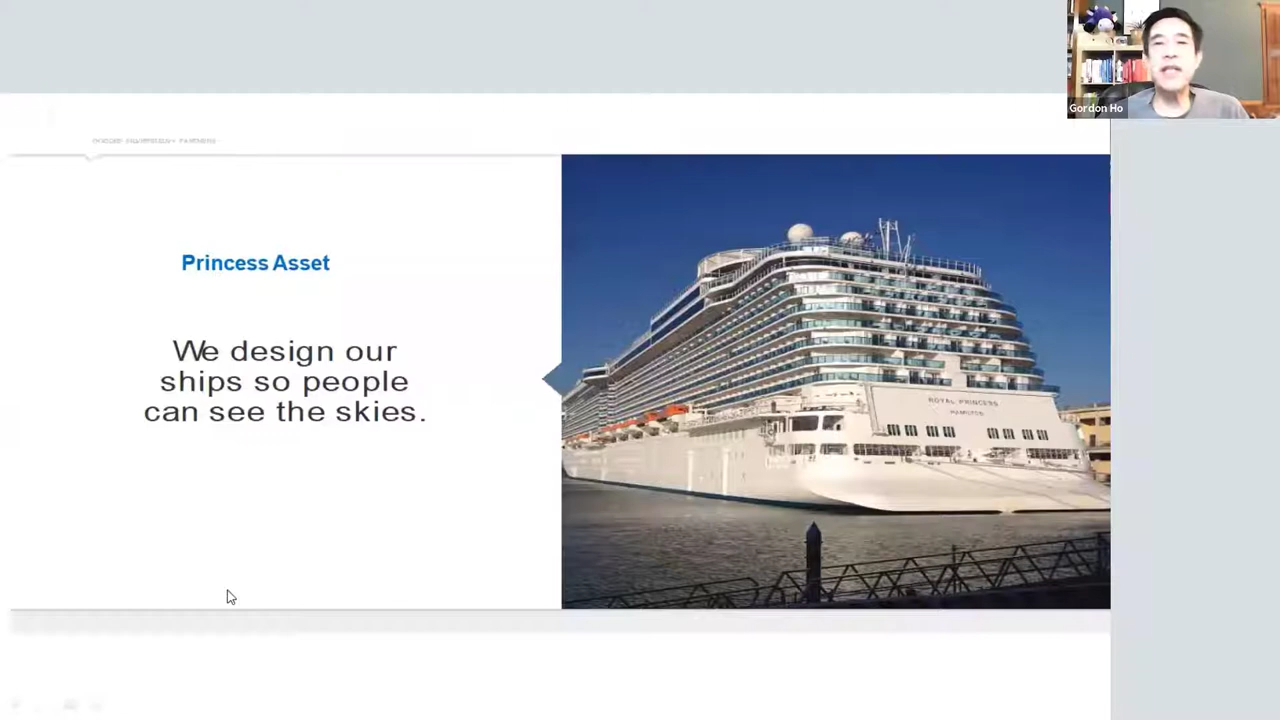 Gordon Ho
Princess Asset
We design our
ships so people
can see the skies.
ROYAL PRINCESS
HAMILTON